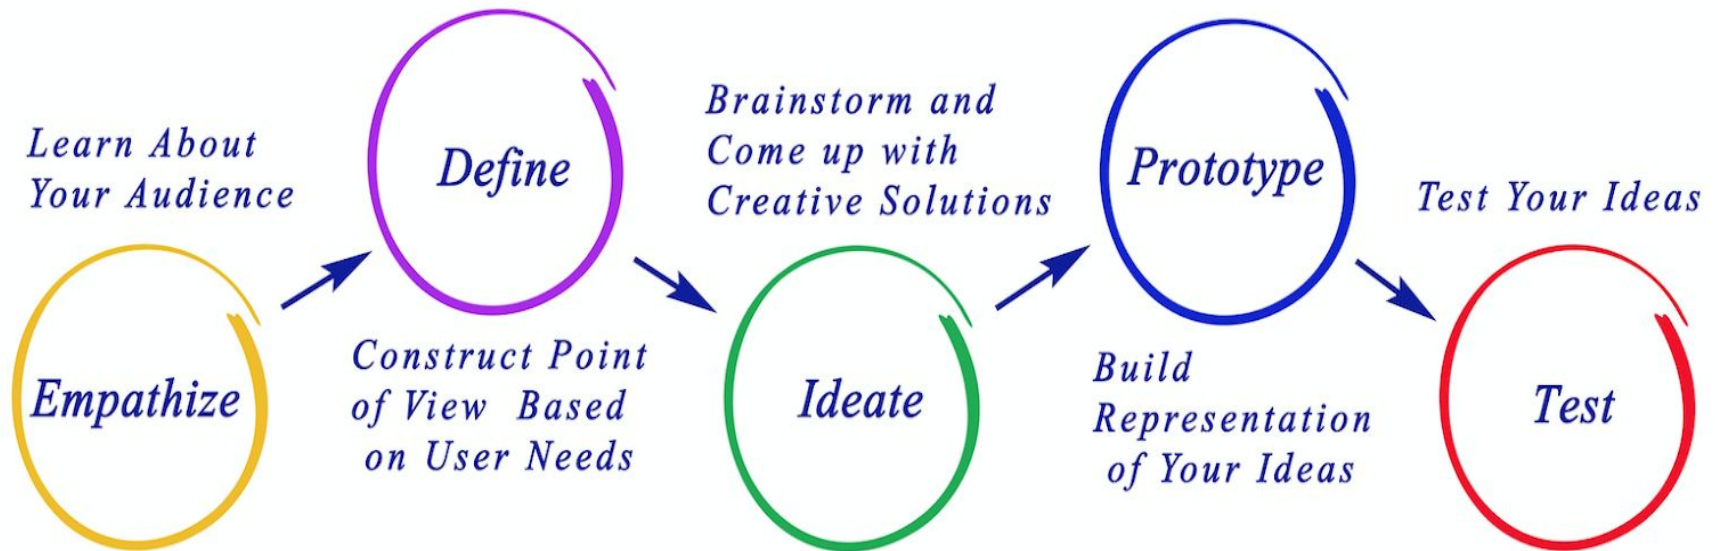 Learn About
Your Audience
Empathize
Define
Construct Point
of View Based
on User Needs
Brainstorm and
Come up with
Creative Solutions
Ideate
Prototype
Build
Representation
of Your Ideas
Test Your Ideas
Test